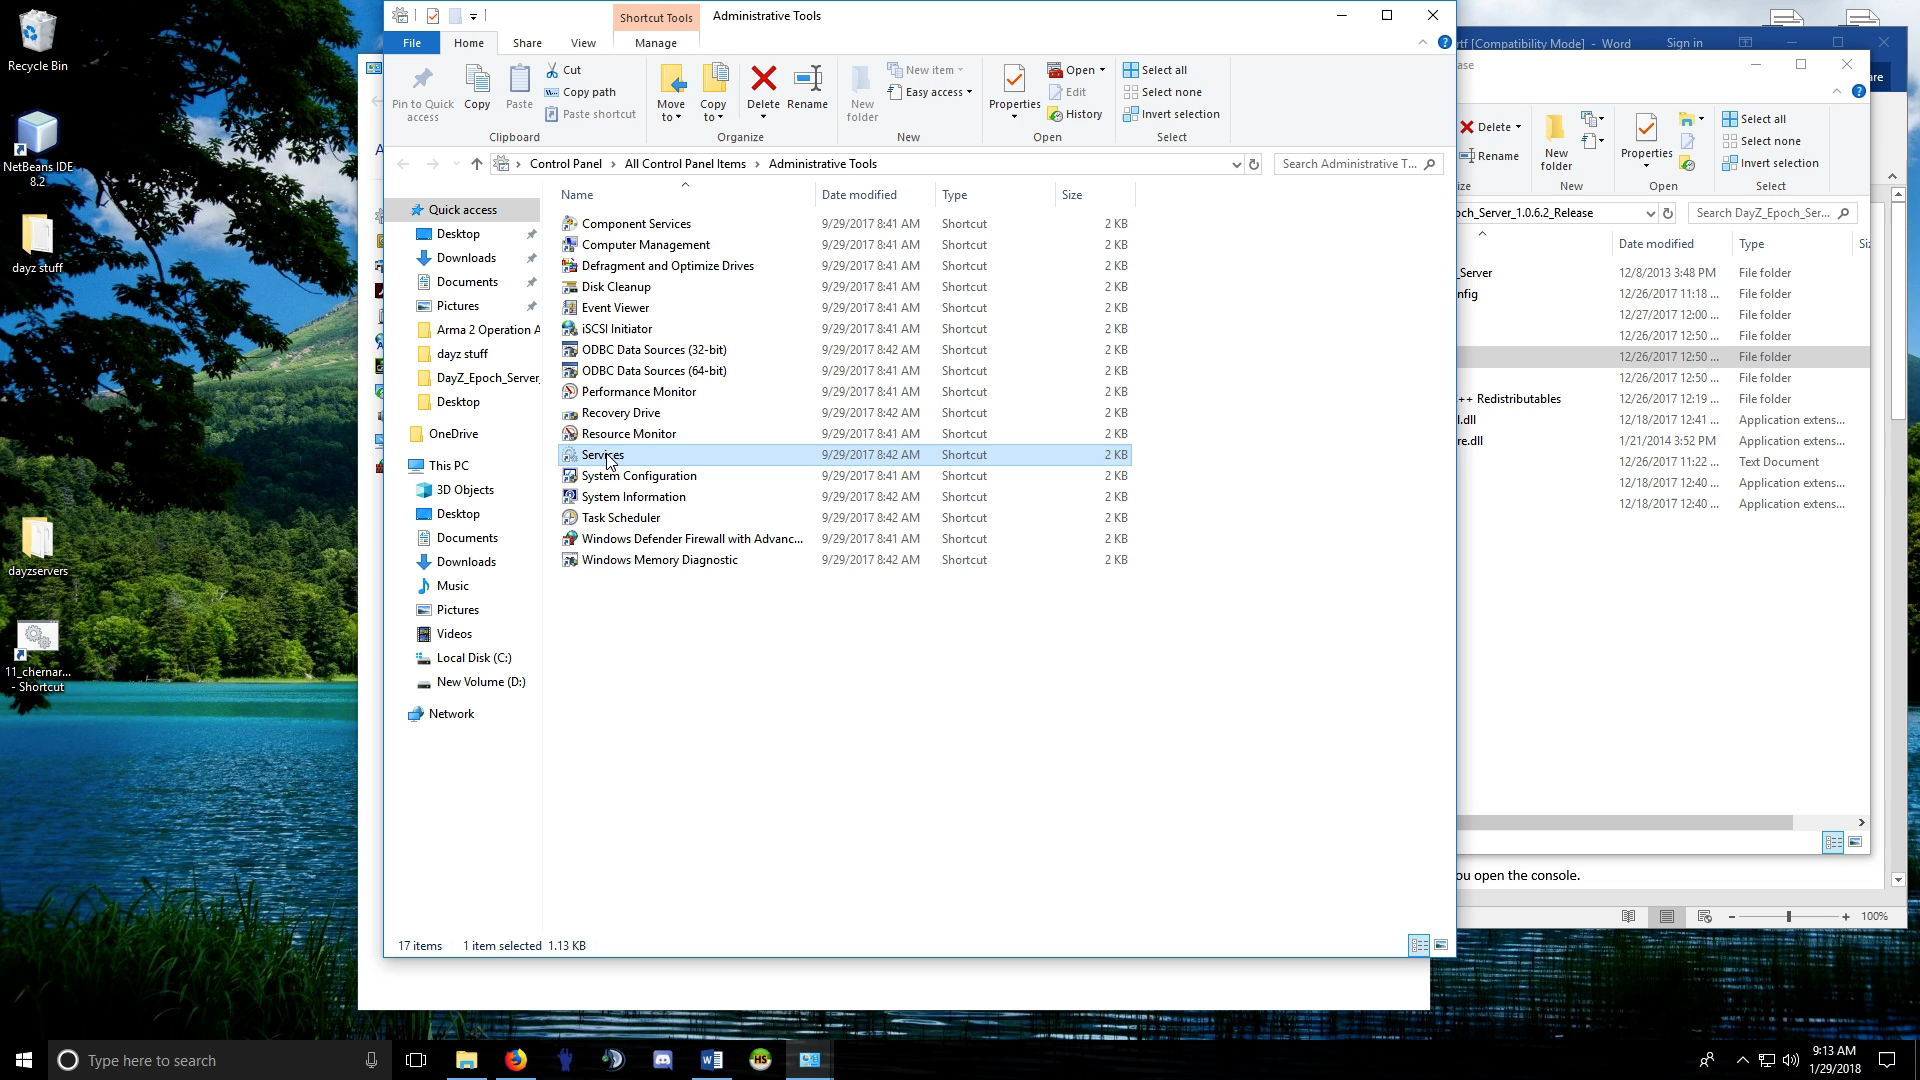 Recycle Bin
NetBeans IDE
8.2
dayz stuff
dayzservers
11_chernar...
- Shortcut
Shortcut Tools
Administrative Tools
File
Home
Share
View
Manage
Pin to Quick
access
Copy
Paste
Cut
Copy path
Paste shortcut
Clipboard
Move
to
Copy
to
Delete
Rename
Organize
New
folder
New item
Easy access
New
Properties
Open
Edit
History
Open
Select all
Select none
Invert selection
Select
Control Panel > All Control Panel Items > Administrative Tools
Search Administrative T...
Quick access
Desktop
Downloads
Documents
Pictures
Arma 2 Operation A
dayz stuff
DayZ_Epoch_Server_
Desktop
OneDrive
This PC
3D Objects
Desktop
Documents
Downloads
Music
Pictures
Videos
Local Disk (C:)
New Volume (D:)
Network
Name Date modified Type Size
Component Services 9/29/2017 8:41 AM Shortcut 2 KB
Computer Management 9/29/2017 8:41 AM Shortcut 2 KB
Defragment and Optimize Drives 9/29/2017 8:41 AM Shortcut 2 KB
Disk Cleanup 9/29/2017 8:41 AM Shortcut 2 KB
Event Viewer 9/29/2017 8:41 AM Shortcut 2 KB
iSCSI Initiator 9/29/2017 8:41 AM Shortcut 2 KB
ODBC Data Sources (32-bit) 9/29/2017 8:42 AM Shortcut 2 KB
ODBC Data Sources (64-bit) 9/29/2017 8:41 AM Shortcut 2 KB
Performance Monitor 9/29/2017 8:41 AM Shortcut 2 KB
Recovery Drive 9/29/2017 8:42 AM Shortcut 2 KB
Resource Monitor 9/29/2017 8:41 AM Shortcut 2 KB
Services 9/29/2017 8:42 AM Shortcut 2 KB
System Configuration 9/29/2017 8:41 AM Shortcut 2 KB
System Information 9/29/2017 8:42 AM Shortcut 2 KB
Task Scheduler 9/29/2017 8:42 AM Shortcut 2 KB
Windows Defender Firewall with Advanc... 9/29/2017 8:41 AM Shortcut 2 KB
Windows Memory Diagnostic 9/29/2017 8:42 AM Shortcut 2 KB
17 items 1 item selected 1.13 KB
rtf [Compatibility Mode] - Word Sign in
ase
are
Delete
Rename
ize
New
folder
New
Properties
Open
Select all
Select none
Invert selection
Select
och_Server_1.0.6.2_Release
Search DayZ_Epoch_Ser...
Date modified Type Siz
_Server 12/8/2013 3:48 PM File folder
nfig 12/26/2017 11:18 ... File folder
12/27/2017 12:00 ... File folder
12/26/2017 12:50 ... File folder
12/26/2017 12:50 ... File folder
12/26/2017 12:50 ... File folder
++ Redistributables 12/26/2017 12:19 ... File folder
l.dll 12/18/2017 12:41 ... Application extens...
re.dll 1/21/2014 3:52 PM Application extens...
12/26/2017 11:22 ... Text Document
12/18/2017 12:40 ... Application extens...
12/18/2017 12:40 ... Application extens...
ou open the console.
100%
Type here to search
HS
9:13 AM
1/29/2018